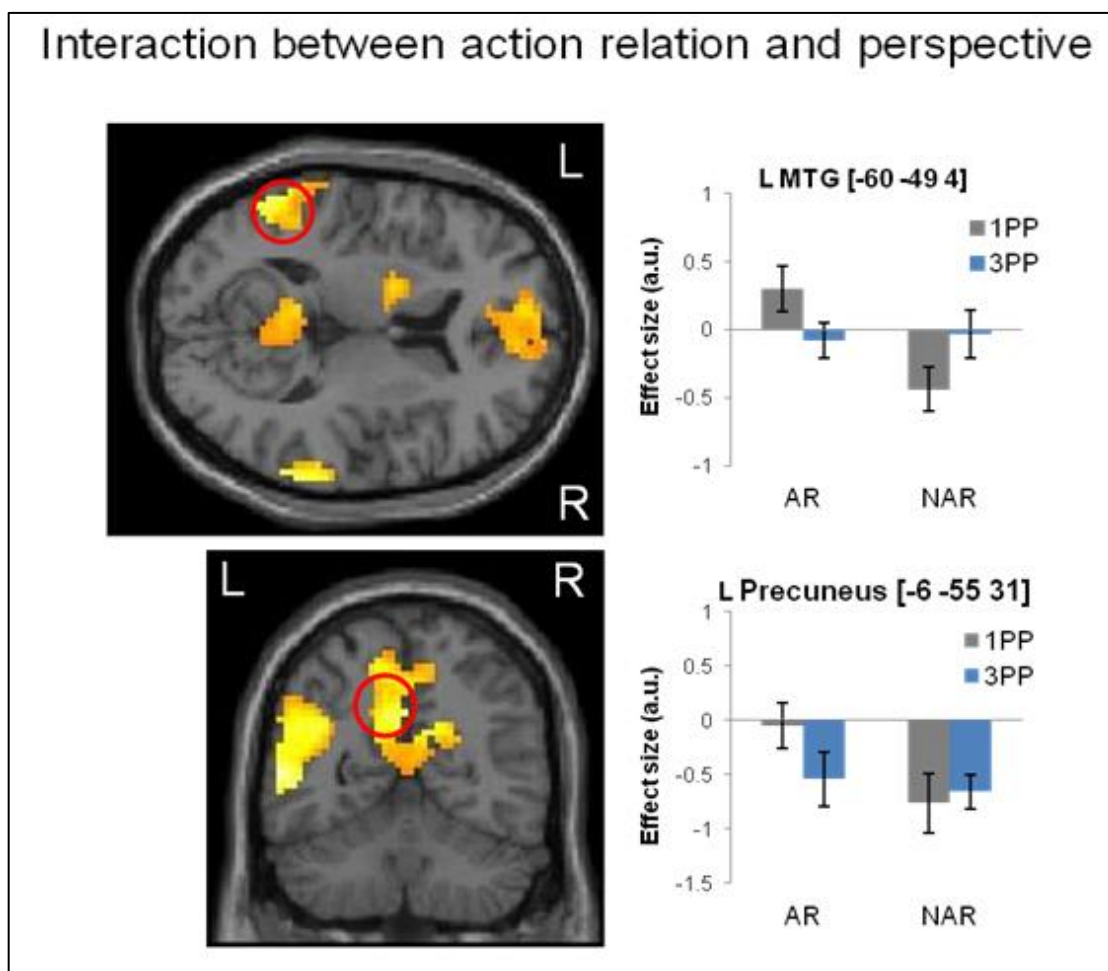 Interaction between action relation and perspective
L
R
L MTG [-60 -49 4]
1PP
3PP
Effect size (a.u.)
1
0.5
0
-0.5
-1
AR NAR
L R
L Precuneus [-6 -55 31]
1PP
3PP
Effect size (a.u.)
1
0.5
0
-0.5
-1
-1.5
AR NAR